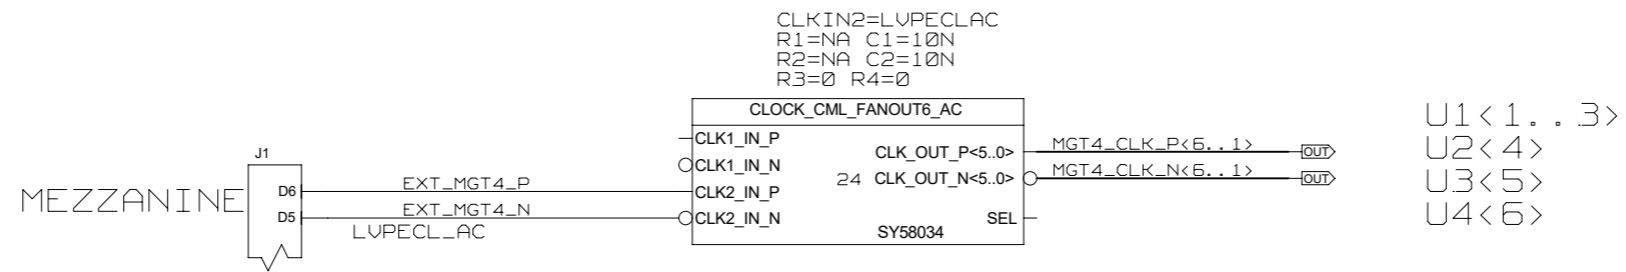 CLKIN2=LVPECLAC
R1=NA C1=10N
R2=NA C2=10N
R3=0 R4=0
CLOCK_CML_FANOUT6_AC
CLK1_IN_P
CLK1_IN_N
CLK2_IN_P
CLK2_IN_N
CLK_OUT_P<5..0>
24 CLK_OUT_N<5..0>
SEL
SY58034
J1
MEZZANINE
D6
D5
EXT_MGT4_P
EXT_MGT4_N
LVPECL_AC
MGT4_CLK_P<6..1>
OUT
MGT4_CLK_N<6..1>
OUT
U1<1..3>
U2<4>
U3<5>
U4<6>